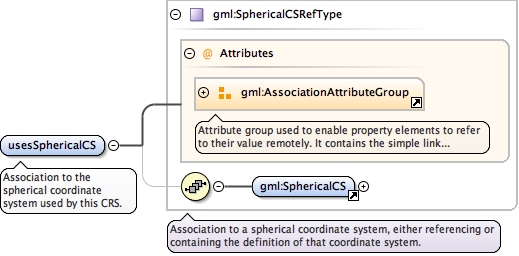 gml:SphericalCSRefType
@ Attributes
gml:AssociationAttributeGroup
Attribute group used to enable property elements to refer
to their value remotely. It contains the simple link...
usesSphericalCS
Association to the
spherical coordinate
system used by this CRS.
gml:SphericalCS
Association to a spherical coordinate system, either referencing or
containing the definition of that coordinate system.